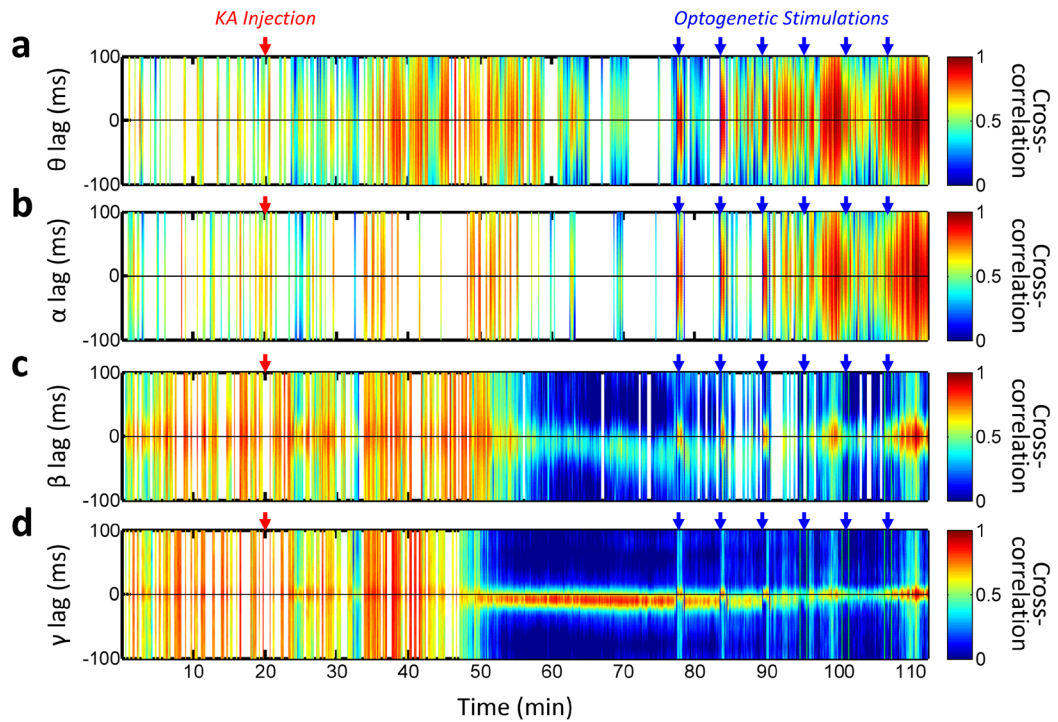 KA Injection
Optogenetic Stimulations
a
100
0
-100
θ lag (ms)
1
0.5
0
Cross-
correlation
b
100
0
-100
α lag (ms)
1
0.5
0
Cross-
correlation
c
100
0
-100
β lag (ms)
1
0.5
0
Cross-
correlation
d
100
0
-100
γ lag (ms)
1
0.5
0
Cross-
correlation
10 20 30 40 50 60 70 80 90 100 110
Time (min)